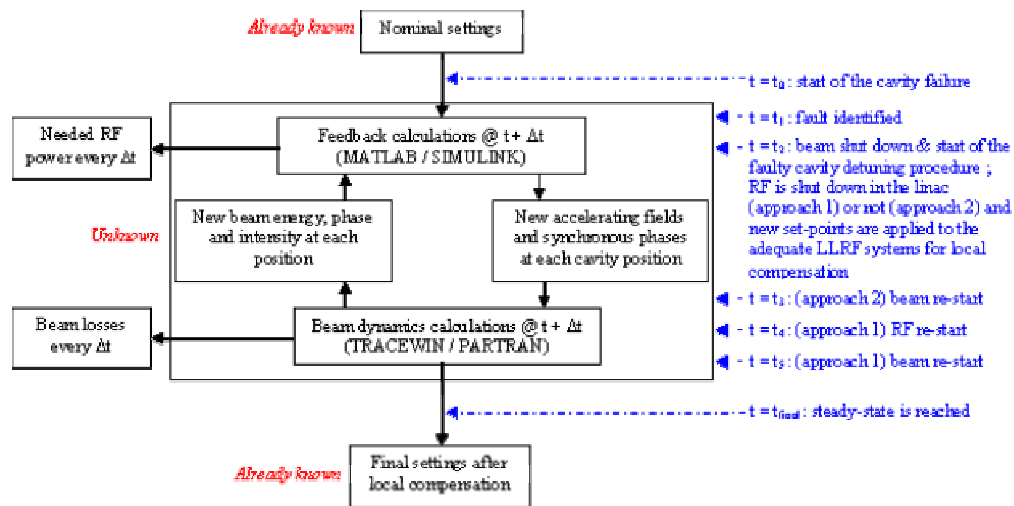 Already known
Nominal settings
t = t0 : start of the cavity failure
Needed RF
power every Δt
Feedback calculations @ t + Δt
(MATLAB / SIMULINK)
- t = t1 : fault identified
- t = t2 : beam shut down & start of the
faulty cavity detuning procedure ;
RF is shut down in the linac
(approach 1) or not (approach 2) and
new set-points are applied to the
adequate LLRF systems for local
compensation
Unknown
New beam energy, phase
and intensity at each
position
New accelerating fields
and synchronous phases
at each cavity position
- t = t3 : (approach 2) beam re-start
Beam losses
every Δt
Beam dynamics calculations @ t + Δt
(TRACEWIN / PARTRAN)
- t = t4 : (approach 1) RF re-start
- t = t5 : (approach 1) beam re-start
t = tfinal : steady-state is reached
Already known
Final settings after
local compensation